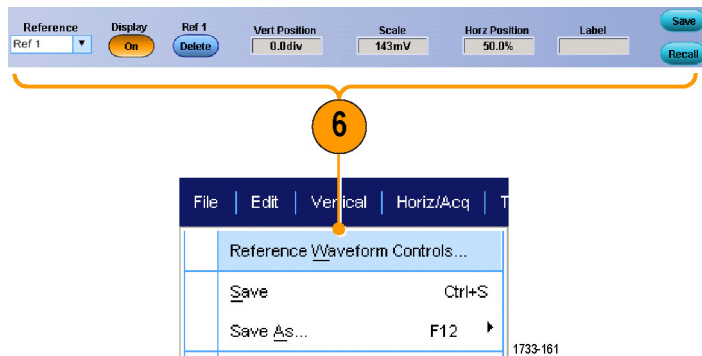 Reference Display Ref 1 Vert Position Scale Horz Position Label Save
Ref 1 On Delete 0.0div 143mV 50.0% Recall
6
File | Edit | Vertical | Horiz/Acq | T
Reference Waveform Controls...
Save Ctrl+S
Save As... F12
1733-161